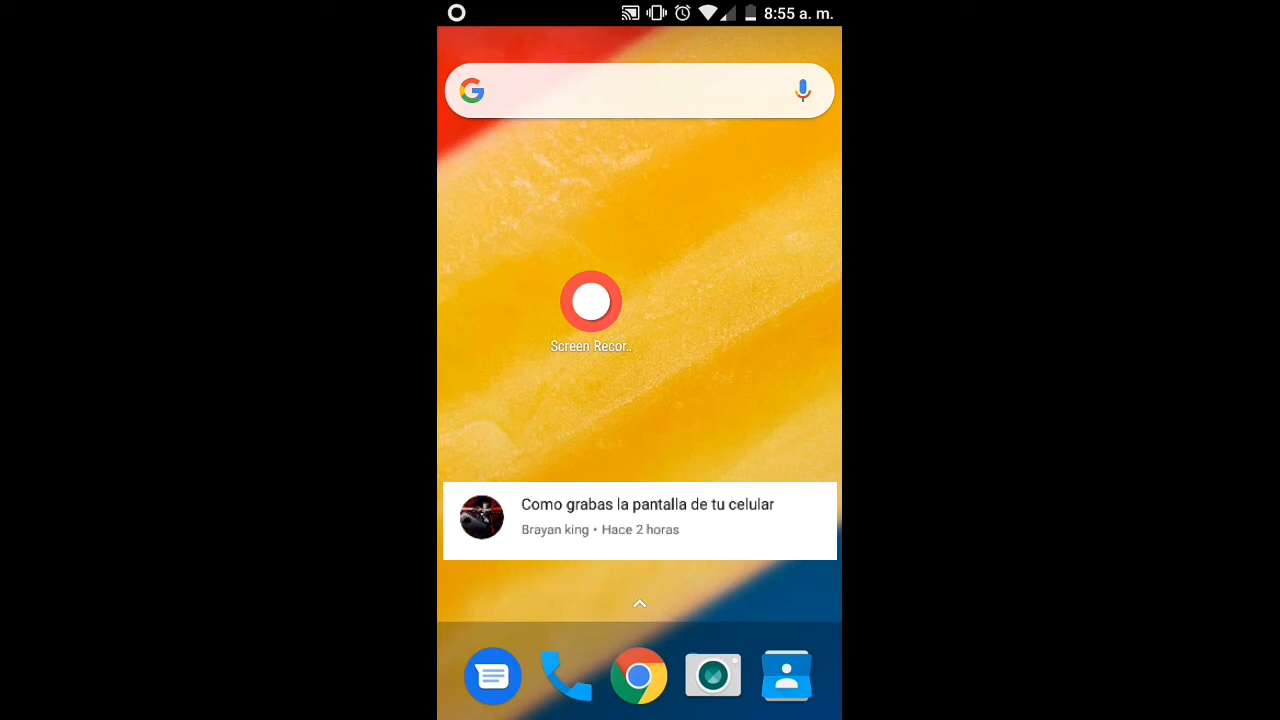 8:55 a. m.
G
Screen Recor..
Como grabas la pantalla de tu celular
Brayan king • Hace 2 horas